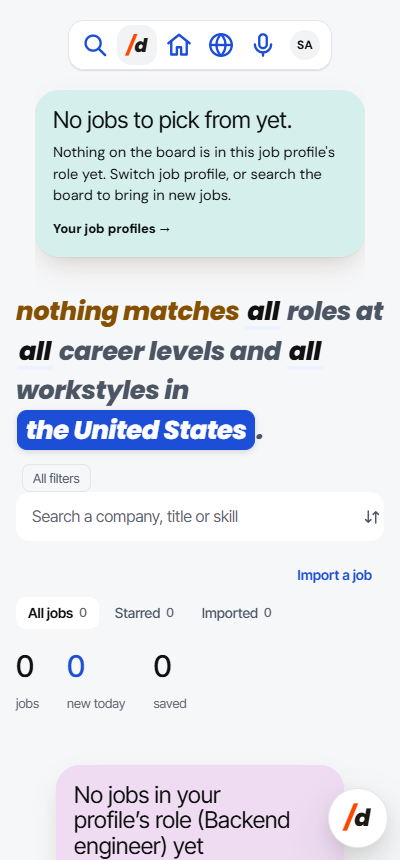 /d
SA
No jobs to pick from yet.
Nothing on the board is in this job profile's
role yet. Switch job profile, or search the
board to bring in new jobs.
Your job profiles →
nothing matches all roles at
all career levels and all
workstyles in
the United States.
All filters
Search a company, title or skill
Import a job
All jobs 0 Starred 0 Imported 0
0 0 0
jobs new today saved
No jobs in your
profile's role (Backend
engineer) yet
/d